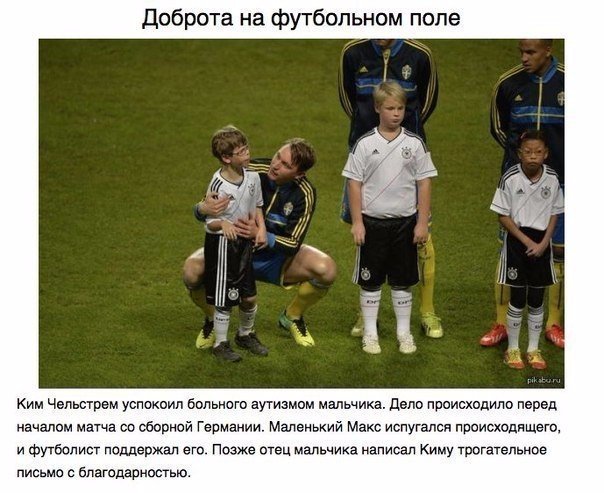 Доброта на футбольном поле
pikabu.ru
Ким Чельстрем успокоил больного аутизмом мальчика. Дело происходило перед
началом матча со сборной Германии. Маленький Макс испугался происходящего,
и футболист поддержал его. Позже отец мальчика написал Киму трогательное
письмо с благодарностью.